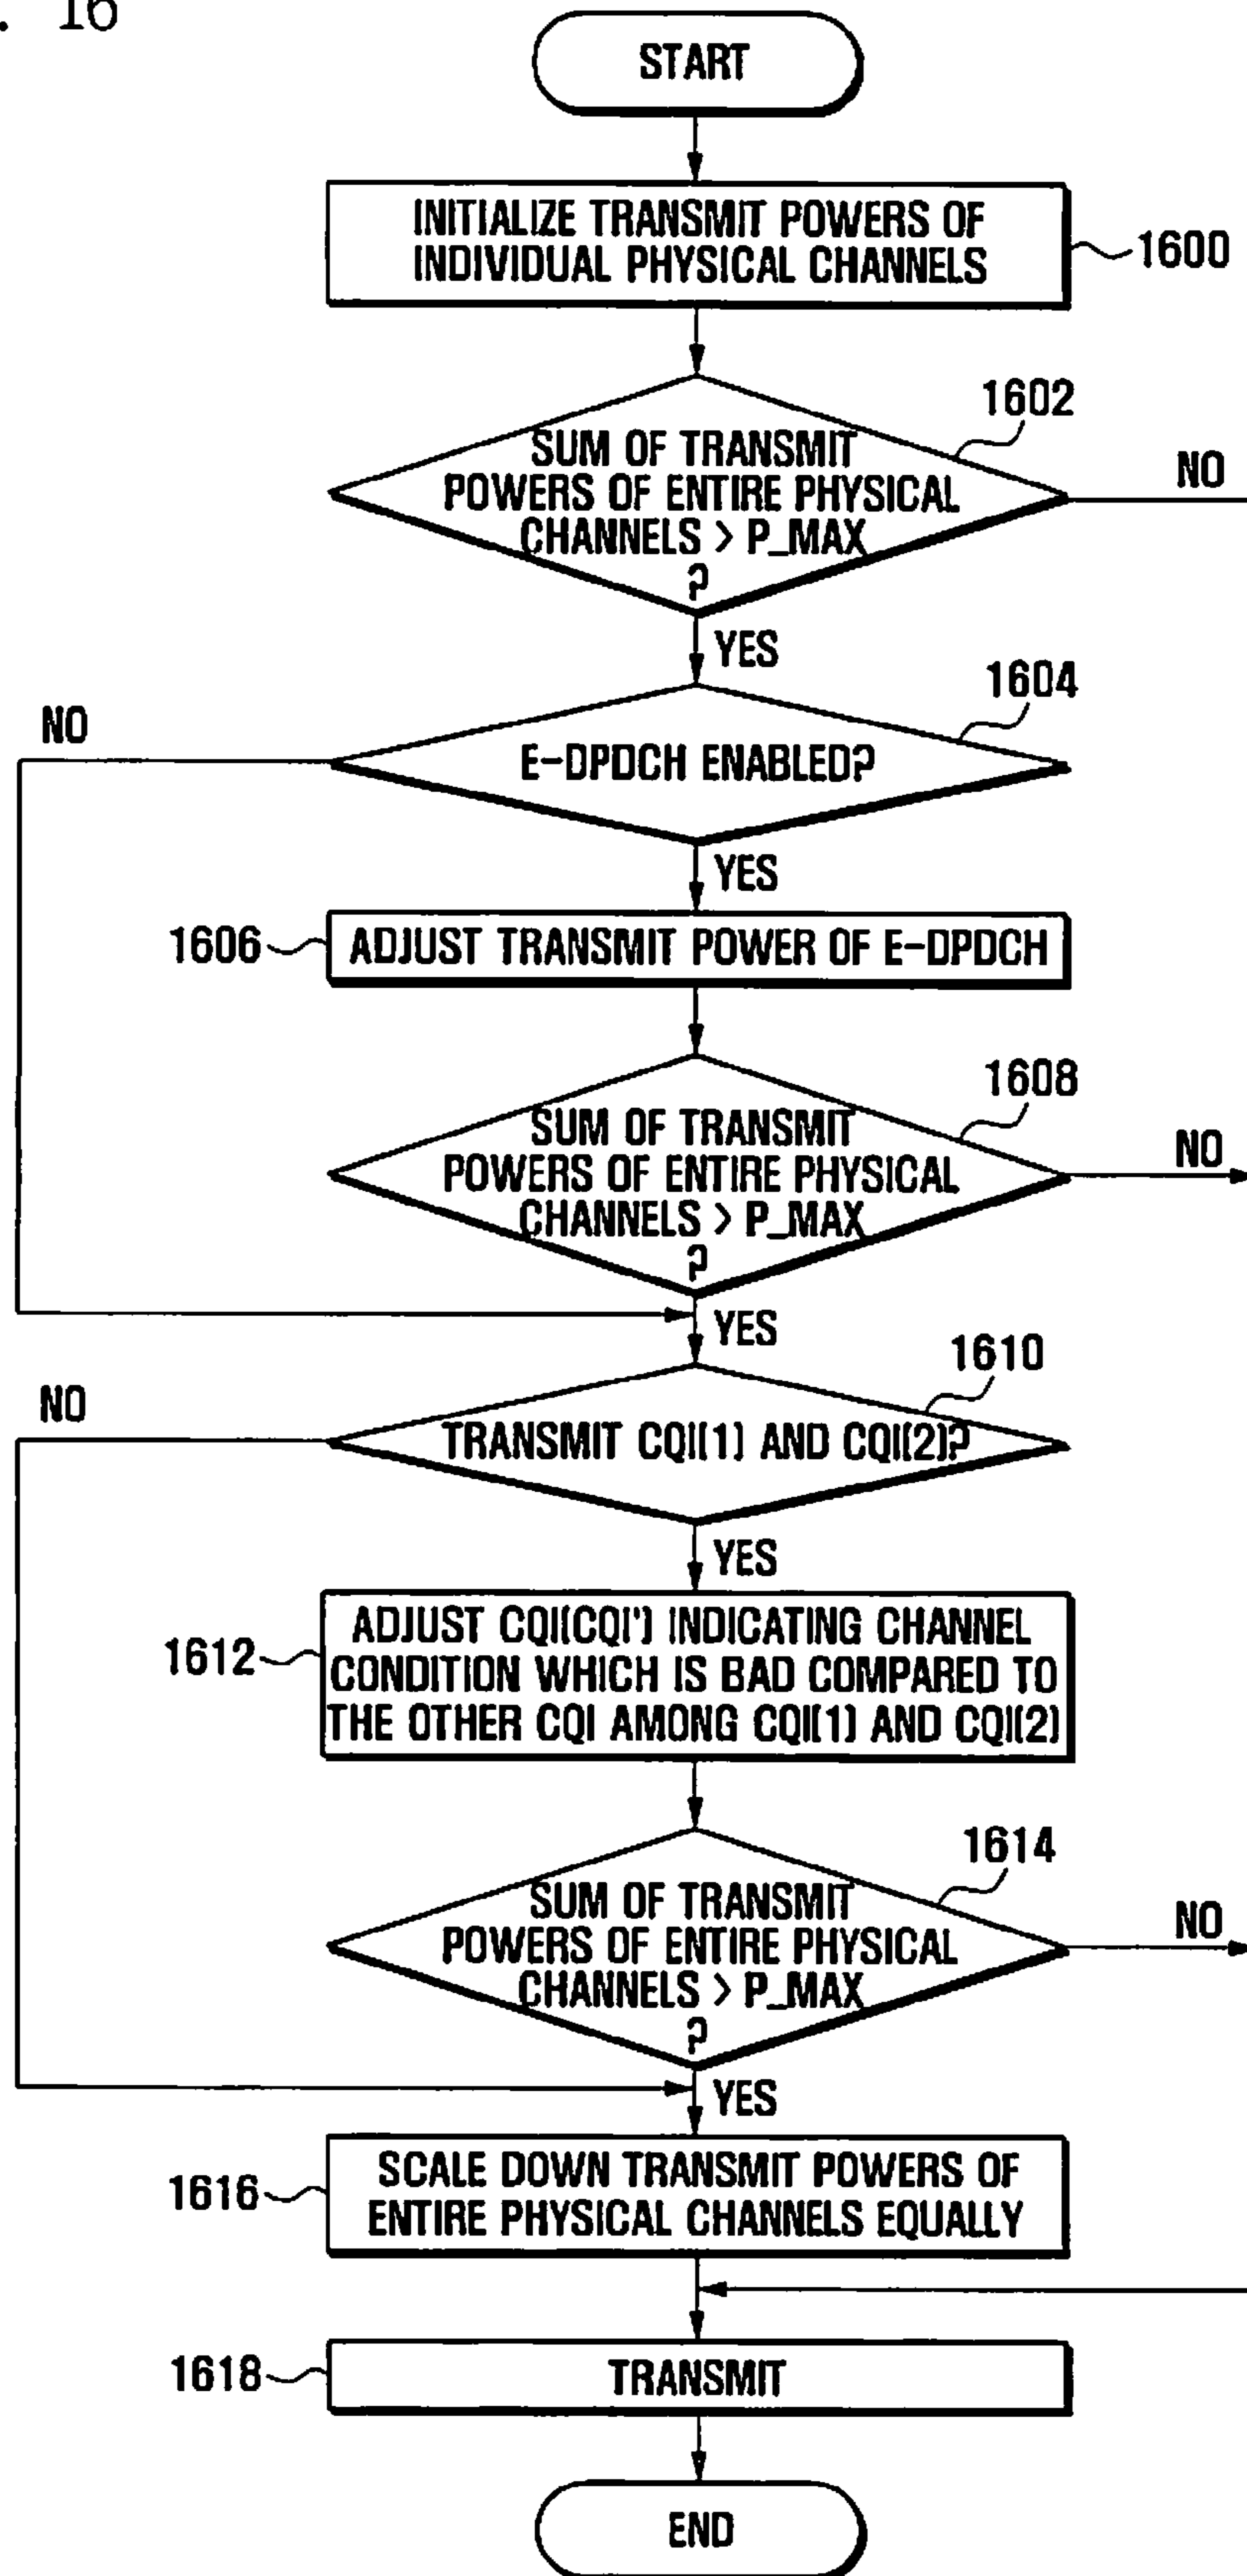 . 16
START
INITIALIZE TRANSMIT POWERS OF
INDIVIDUAL PHYSICAL CHANNELS
1600
1602
SUM OF TRANSMIT
POWERS OF ENTIRE PHYSICAL
CHANNELS > P_MAX
?
NO
YES
1604
NO
E-DPDCH ENABLED?
YES
1606
ADJUST TRANSMIT POWER OF E-DPDCH
1608
SUM OF TRANSMIT
POWERS OF ENTIRE PHYSICAL
CHANNELS > P_MAX
?
NO
YES
1610
NO
TRANSMIT CQI(1) AND CQI(2)?
YES
1612
ADJUST CQI(CQI') INDICATING CHANNEL
CONDITION WHICH IS BAD COMPARED TO
THE OTHER CQI AMONG CQI(1) AND CQI(2)
1614
SUM OF TRANSMIT
POWERS OF ENTIRE PHYSICAL
CHANNELS > P_MAX
?
NO
YES
1616
SCALE DOWN TRANSMIT POWERS OF
ENTIRE PHYSICAL CHANNELS EQUALLY
1618
TRANSMIT
END